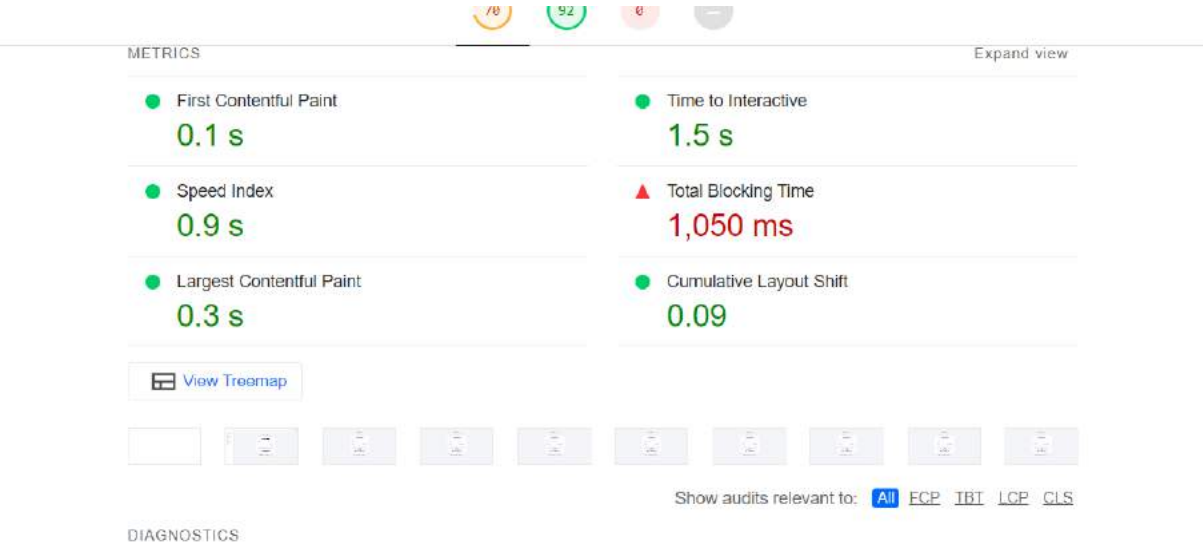 70 92 0 —
METRICS
Expand view
First Contentful Paint
0.1 s
Time to Interactive
1.5 s
Speed Index
0.9 s
Total Blocking Time
1,050 ms
Largest Contentful Paint
0.3 s
Cumulative Layout Shift
0.09
View Treemap
Show audits relevant to: All FCP TBT LCP CLS
DIAGNOSTICS